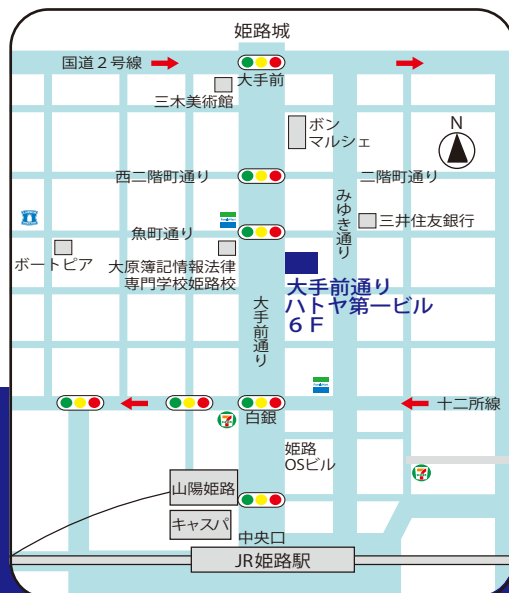 姫路城
国道２号線
大手前
三木美術館
ボン
マルシェ
N
西二階町通り
二階町通り
みゆき通り
三井住友銀行
魚町通り
ボートピア
大原簿記情報法律
専門学校姫路校
大手前通り
ハトヤ第一ビル
６Ｆ
大手前通り
十二所線
白銀
姫路
OSビル
山陽姫路
キャスパ
中央口
JR姫路駅